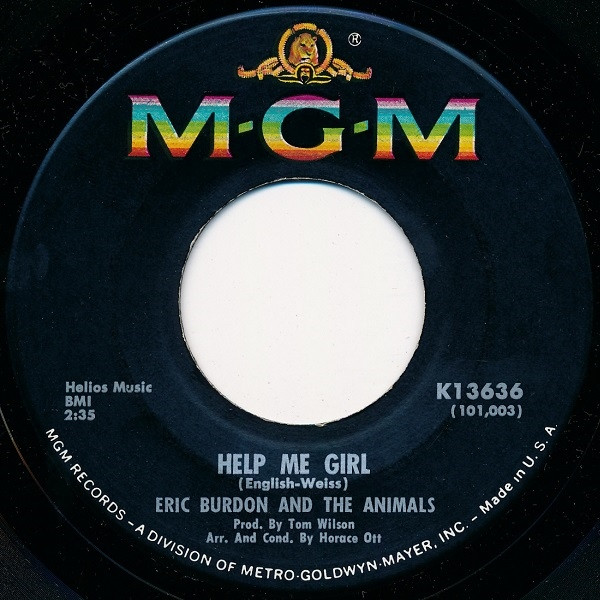 ®
M·G·M
Helios Music
BMI
2:35
K13636
(101,003)
HELP ME GIRL
(English-Weiss)
ERIC BURDON AND THE ANIMALS
Prod. By Tom Wilson
Arr. And Cond. By Horace Ott
MGM RECORDS – A DIVISION OF METRO-GOLDWYN-MAYER, INC. – Made in U. S. A.